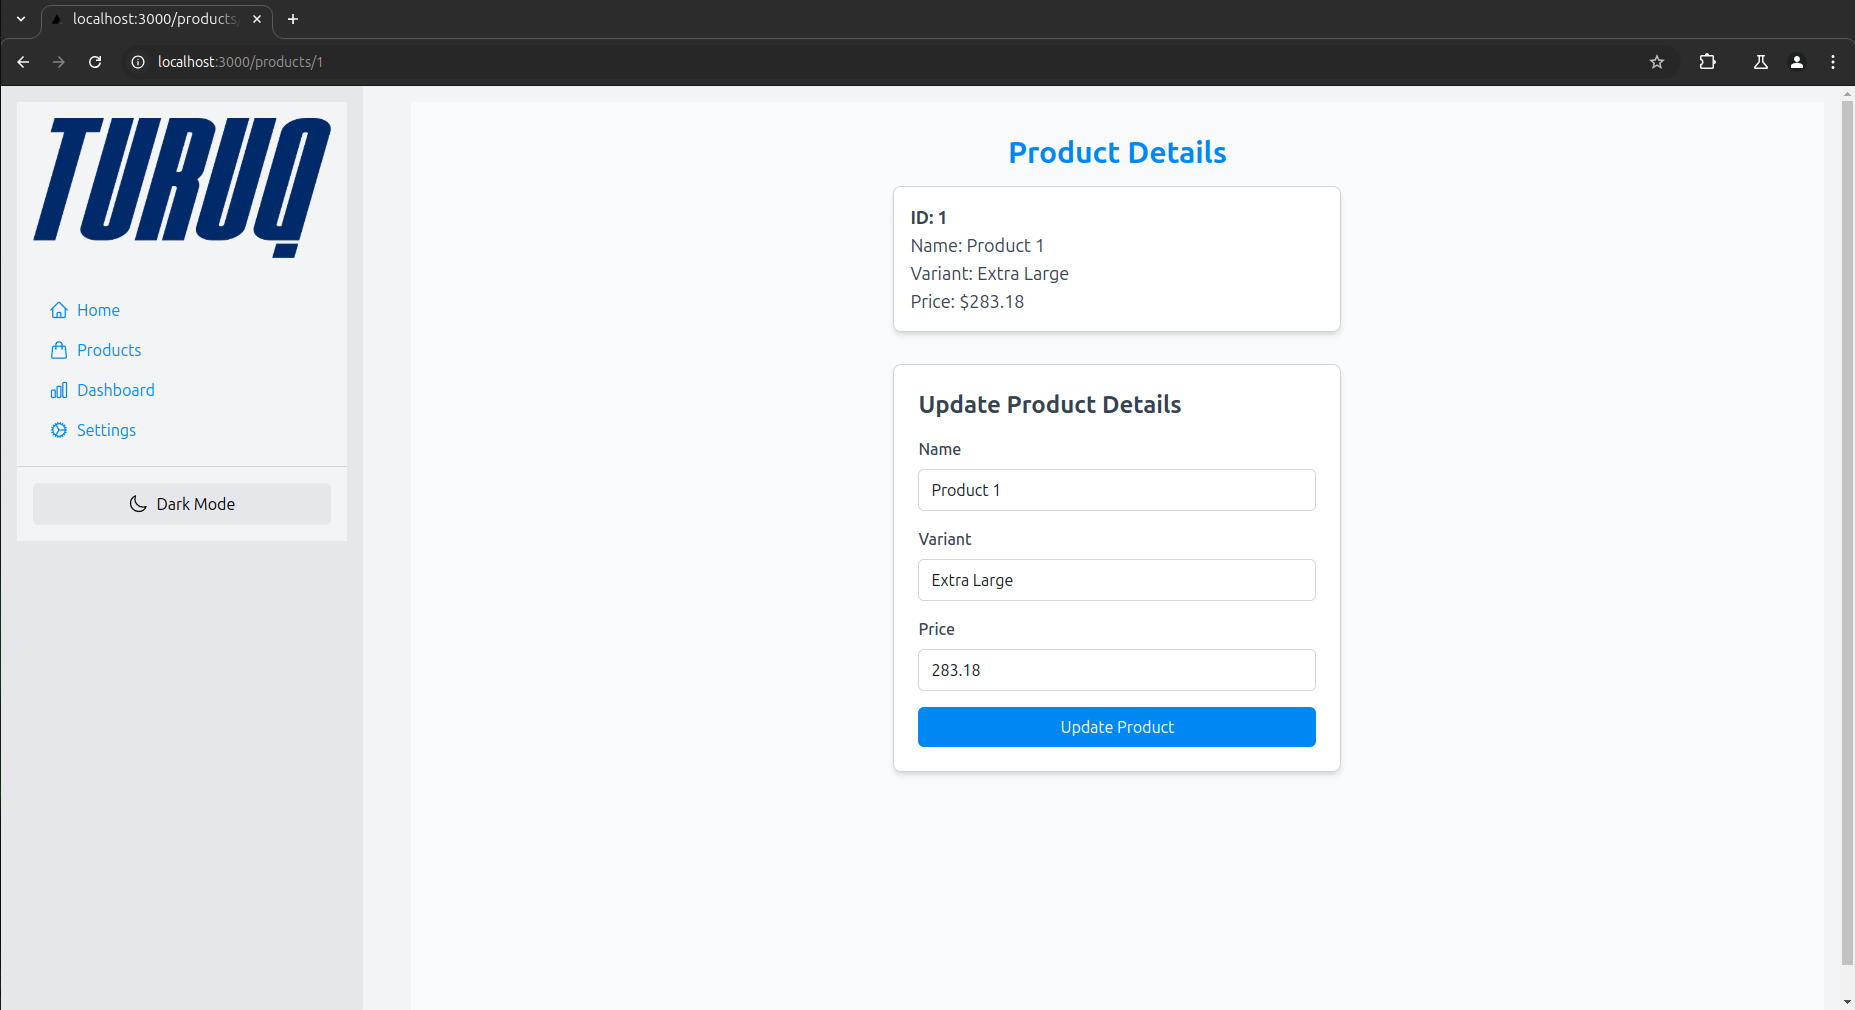 localhost:3000/products
localhost:3000/products/1
TURUQ
Home
Products
Dashboard
Settings
Dark Mode
Product Details
ID: 1
Name: Product 1
Variant: Extra Large
Price: $283.18
Update Product Details
Name
Product 1
Variant
Extra Large
Price
283.18
Update Product